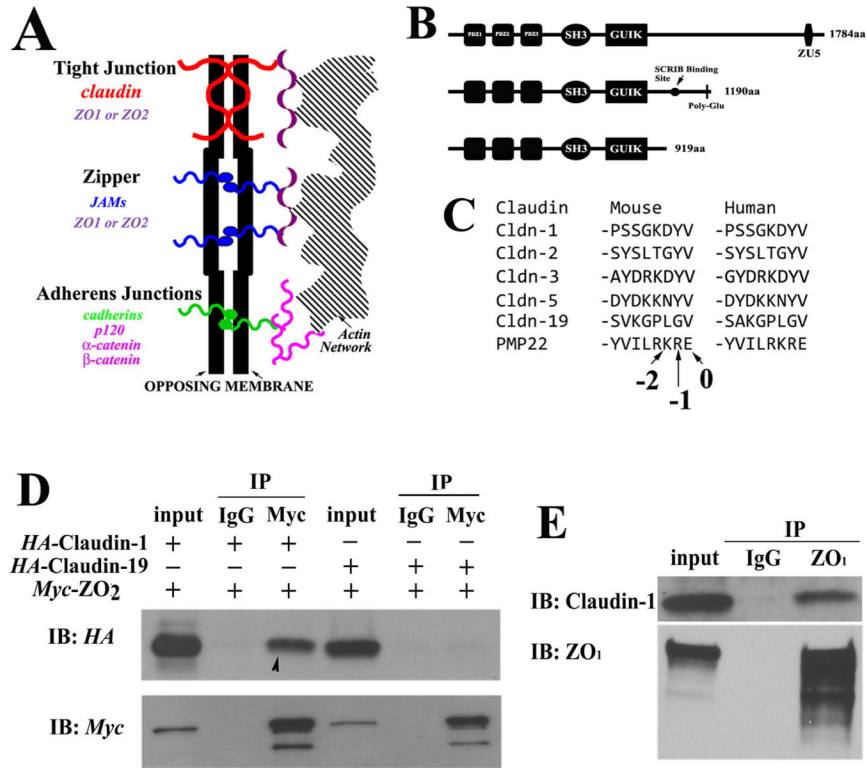 A
Tight Junction
claudin
ZO1 or ZO2
Zipper
JAMs
ZO1 or ZO2
Adherens Junctions
cadherins
p120
α-catenin
β-catenin
Actin
Network
OPPOSING MEMBRANE
B
PDZ1 PDZ2 PDZ3 SH3 GUIK 1784aa
ZU5
SCRIB Binding
Site
SH3 GUIK 1190aa
Poly-Glu
SH3 GUIK 919aa
C
Claudin Mouse Human
Cldn-1 -PSSGKDYV -PSSGKDYV
Cldn-2 -SYSLTGYV -SYSLTGYV
Cldn-3 -AYDRKDYV -GYDRKDYV
Cldn-5 -DYDKKNYV -DYDKKNYV
Cldn-19 -SVKGPLGV -SAKGPLGV
PMP22 -YVILRKRE -YVILRKRE
-2 -1 0
D
IP IP
input IgG Myc input IgG Myc
HA-Claudin-1 + + + − − −
HA-Claudin-19 − − − + + +
Myc-ZO2 + + + + + +
IB: HA
IB: Myc
E
IP
input IgG ZO1
IB: Claudin-1
IB: ZO1